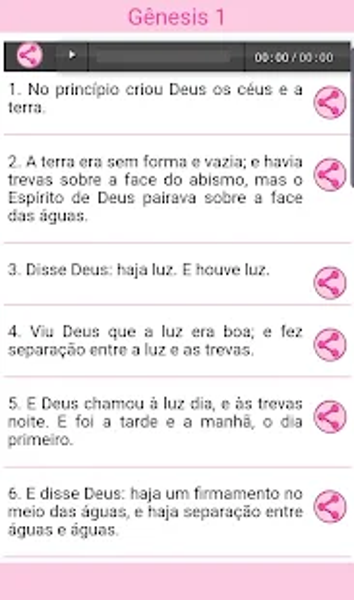 Gênesis 1
00:00 / 00:00
1. No princípio criou Deus os céus e a
terra.
2. A terra era sem forma e vazia; e havia
trevas sobre a face do abismo, mas o
Espírito de Deus pairava sobre a face
das águas.
3. Disse Deus: haja luz. E houve luz.
4. Viu Deus que a luz era boa; e fez
separação entre a luz e as trevas.
5. E Deus chamou à luz dia, e às trevas
noite. E foi a tarde e a manhã, o dia
primeiro.
6. E disse Deus: haja um firmamento no
meio das águas, e haja separação entre
águas e águas.